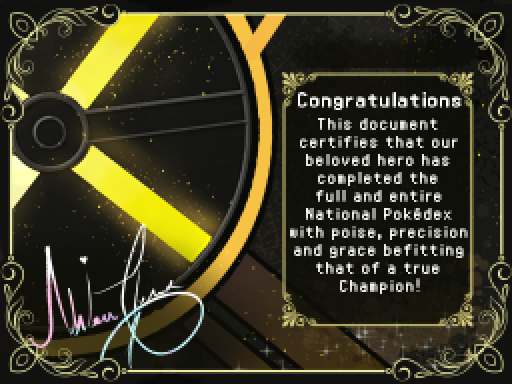 Congratulations
This document
certifies that our
beloved hero has
completed the
full and entire
National Pokédex
with poise, precision
and grace befitting
that of a true
Champion!